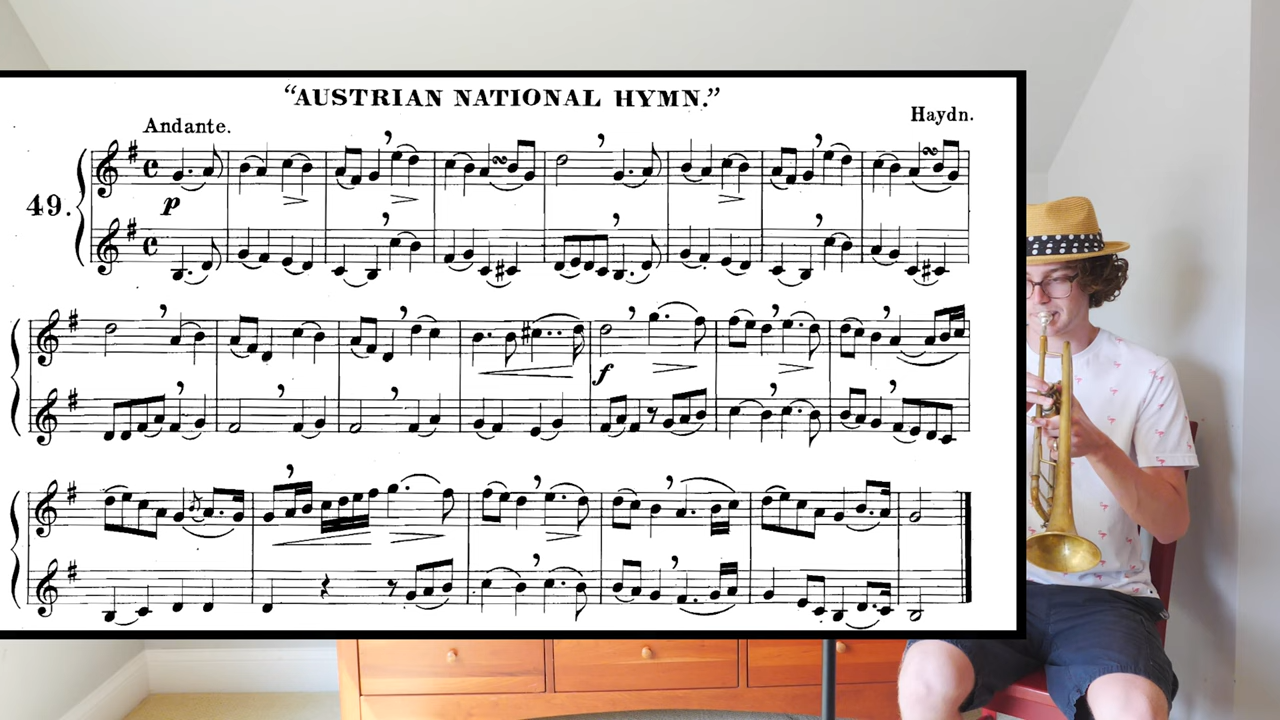 “AUSTRIAN NATIONAL HYMN.”
Haydn.
Andante.
49.
p
f